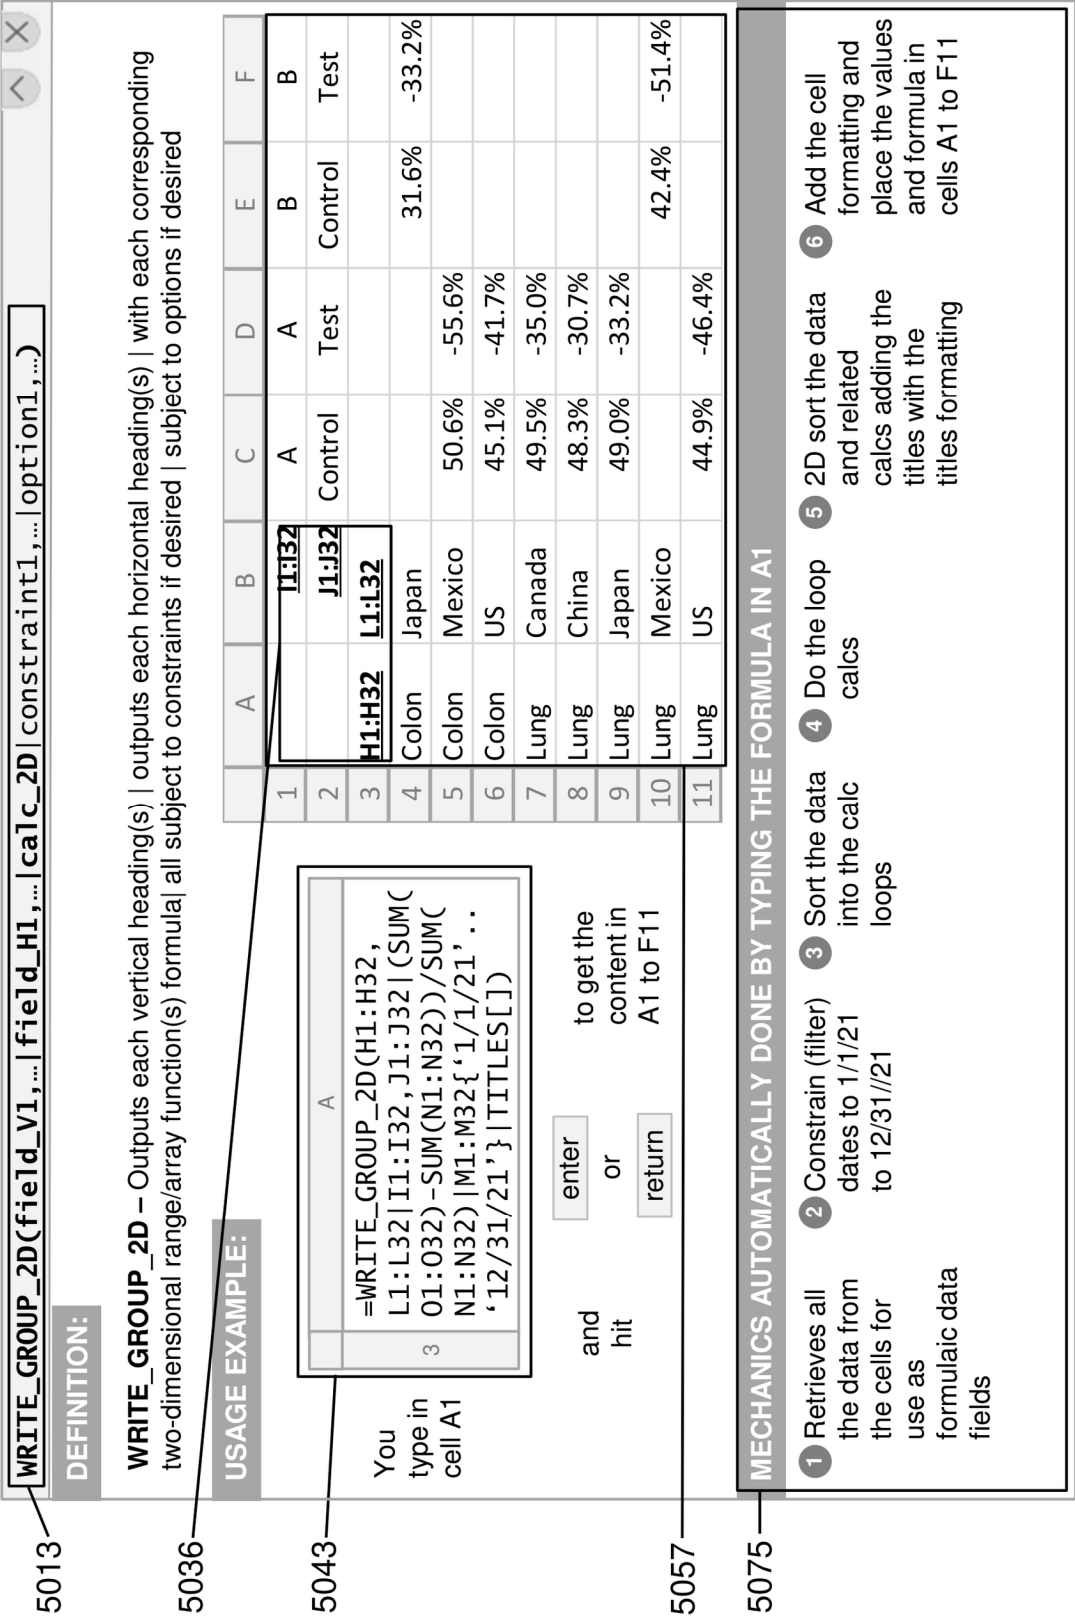 WRITE_GROUP_2D(field_V1,…|field_H1,…|calc_2D|constraint1,…|option1,…)
DEFINITION:
WRITE_GROUP_2D – Outputs each vertical heading(s) | outputs each horizontal heading(s) | with each corresponding
two-dimensional range/array function(s) formula| all subject to constraints if desired | subject to options if desired
USAGE EXAMPLE:
You
type in
cell A1
A
3
=WRITE_GROUP_2D(H1:H32,
L1:L32|I1:I32,J1:J32|(SUM(
O1:O32)-SUM(N1:N32))/SUM(
N1:N32)|M1:M32{‘1/1/21’..
‘12/31/21’}|TITLES[])
and
hit
enter
or
return
to get the
content in
A1 to F11
A B C D E F
1 I1:I32 A A B B
2 J1:J32 Control Test Control Test
3 H1:H32 L1:L32
4 Colon Japan 31.6% -33.2%
5 Colon Mexico 50.6% -55.6%
6 Colon US 45.1% -41.7%
7 Lung Canada 49.5% -35.0%
8 Lung China 48.3% -30.7%
9 Lung Japan 49.0% -33.2%
10 Lung Mexico 42.4% -51.4%
11 Lung US 44.9% -46.4%
MECHANICS AUTOMATICALLY DONE BY TYPING THE FORMULA IN A1
1 Retrieves all
the data from
the cells for
use as
formulaic data
fields
2 Constrain (filter)
dates to 1/1/21
to 12/31//21
3 Sort the data
into the calc
loops
4 Do the loop
calcs
5 2D sort the data
and related
calcs adding the
titles with the
titles formatting
6 Add the cell
formatting and
place the values
and formula in
cells A1 to F11
5013
5036
5043
5057
5075